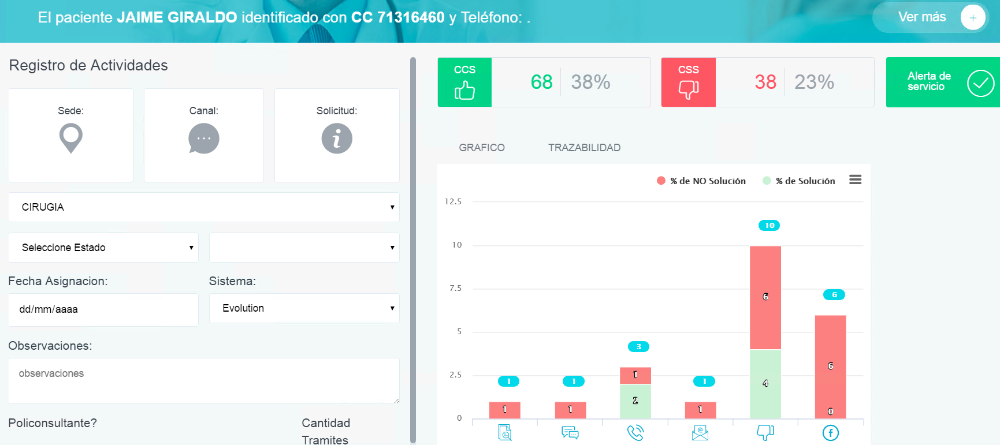 El paciente JAIME GIRALDO identificado con CC 71316460 y Teléfono: .
Ver más
+
Registro de Actividades
Sede:
Canal:
Solicitud:
CIRUGIA
Seleccione Estado
Fecha Asignacion:
Sistema:
dd/mm/aaaa
Evolution
Observaciones:
observaciones
Policonsultante?
Cantidad
Tramites
CCS
68
38%
CSS
38
23%
Alerta de
servicio
GRAFICO
TRAZABILIDAD
% de NO Solución
% de Solución
12.5
10
7.5
5
2.5
0
1
1
1
1
3
1
2
1
1
10
6
4
6
6
0